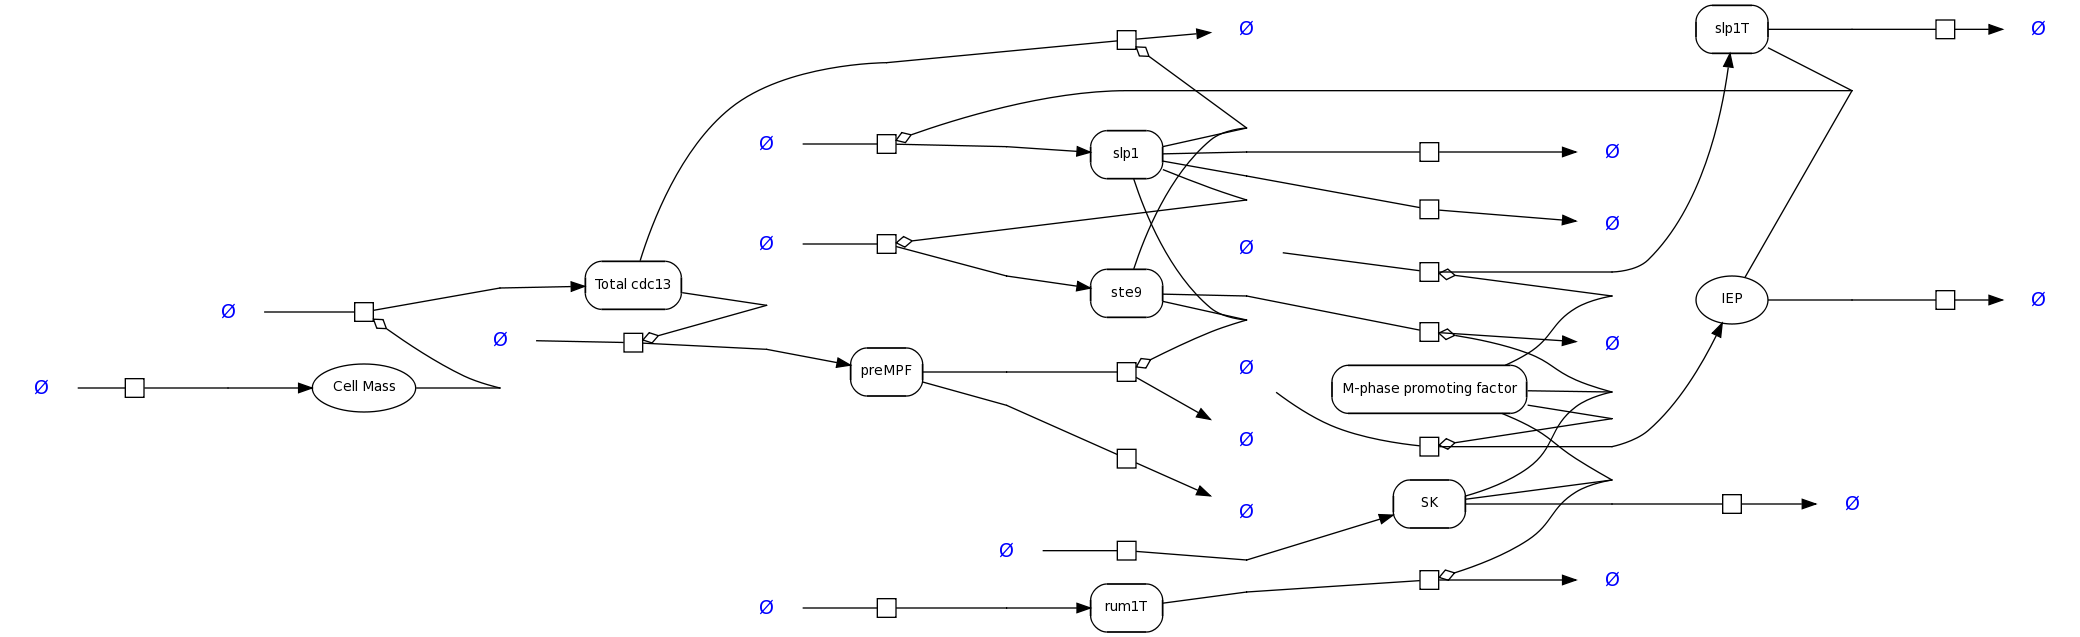 Ø
slp1T
Ø
Ø
slp1
Ø
Ø
Ø
Ø
Total cdc13
ste9
IEP
Ø
Ø
Ø
Ø
preMPF
Ø
Ø
Cell Mass
M-phase promoting factor
Ø
SK
Ø
Ø
Ø
rum1T
Ø
Ø